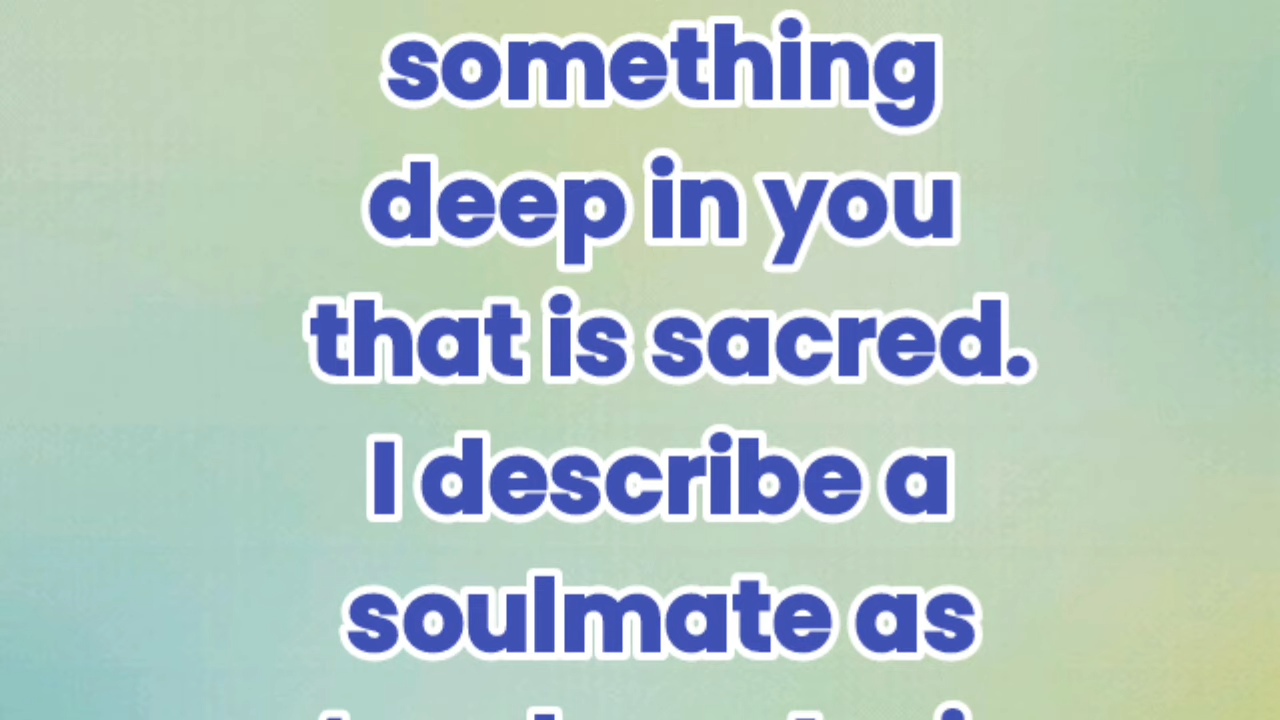 something
deep in you
that is sacred.
I describe a
soulmate as